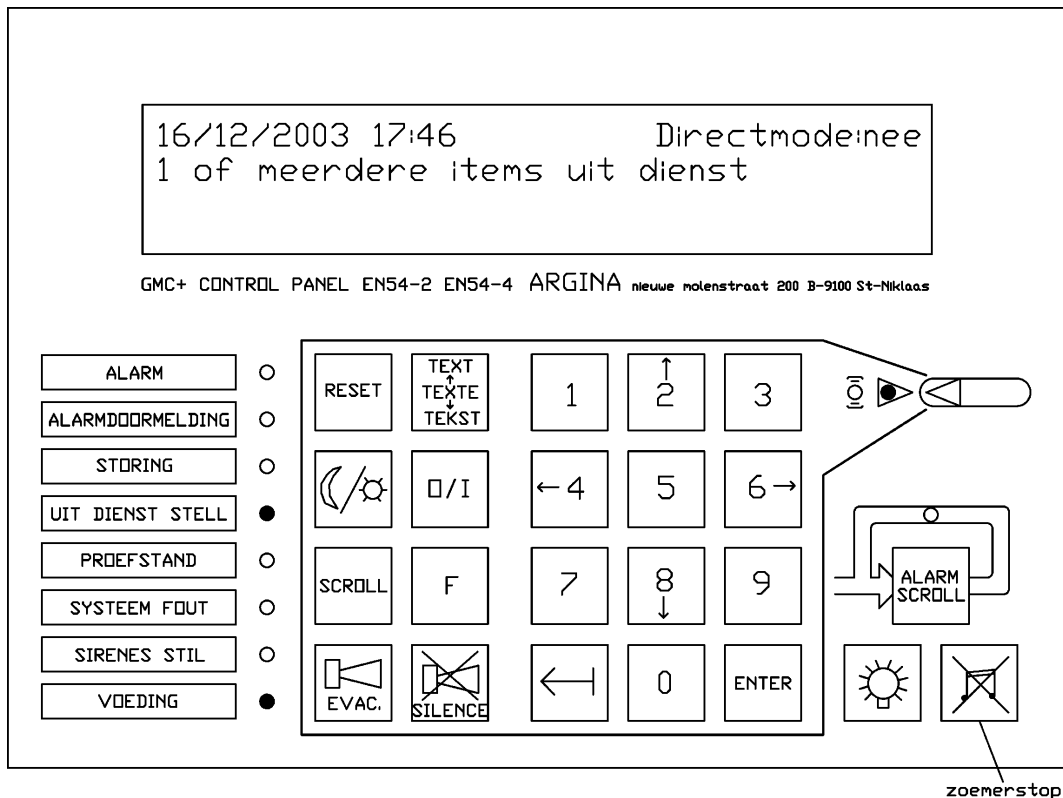 16/12/2003 17:46 Directmode:nee
1 of meerdere items uit dienst
GMC+ CONTROL PANEL EN54-2 EN54-4 ARGINA nieuwe molenstraat 200 B-9100 St-Niklaas
ALARM
ALARMDOORMELDING
STORING
UIT DIENST STELL
PROEFSTAND
SYSTEEM FOUT
SIRENES STIL
VOEDING
RESET
TEXT
↑
TEXTE
↓
TEKST
1
↑
2
3
O/I
←4
5
6→
SCROLL
F
7
8
↓
9
EVAC.
SILENCE
0
ENTER
ALARM
SCROLL
zoemerstop